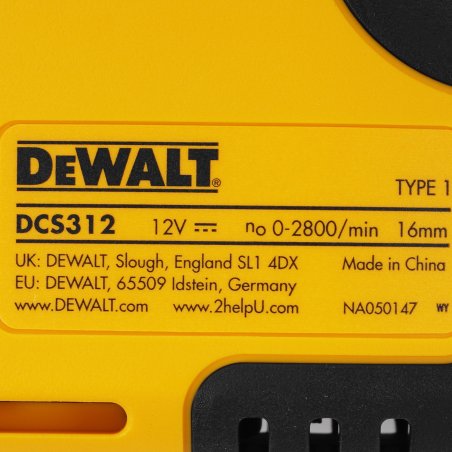 DEWALT®
TYPE 1
DCS312 12V ⎓ no 0-2800/min 16mm
UK: DEWALT, Slough, England SL1 4DX Made in China
EU: DEWALT, 65509 Idstein, Germany
www.DEWALT.com www.2helpU.com NA050147 WY